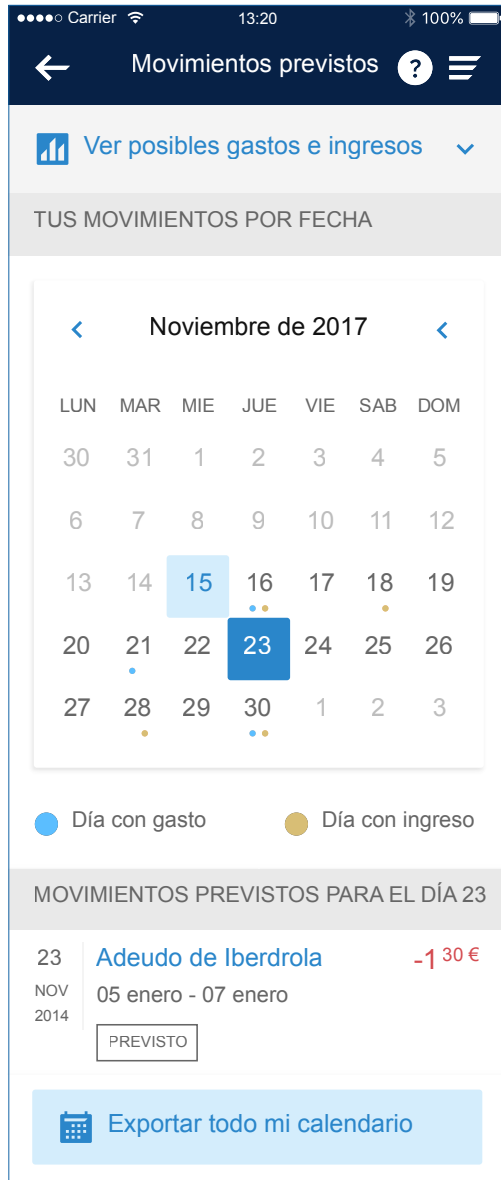 Carrier 13:20 100%
Movimientos previstos ?
Ver posibles gastos e ingresos
TUS MOVIMIENTOS POR FECHA
Noviembre de 2017
LUN MAR MIE JUE VIE SAB DOM
30 31 1 2 3 4 5
6 7 8 9 10 11 12
13 14 15 16 17 18 19
20 21 22 23 24 25 26
27 28 29 30 1 2 3
Día con gasto Día con ingreso
MOVIMIENTOS PREVISTOS PARA EL DÍA 23
23 Adeudo de Iberdrola -1 30 €
NOV 05 enero - 07 enero
2014
PREVISTO
Exportar todo mi calendario